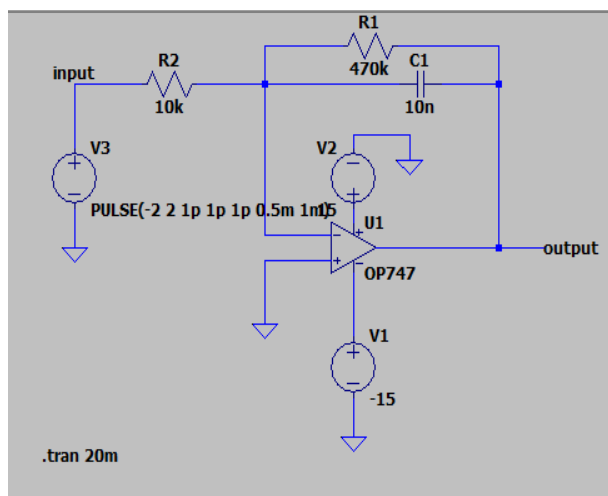 R1
470k
C1
10n
input
R2
10k
V3
V2
PULSE(-2 2 1p 1p 1p 0.5m 1m)
15
U1
OP747
output
V1
-15
.tran 20m